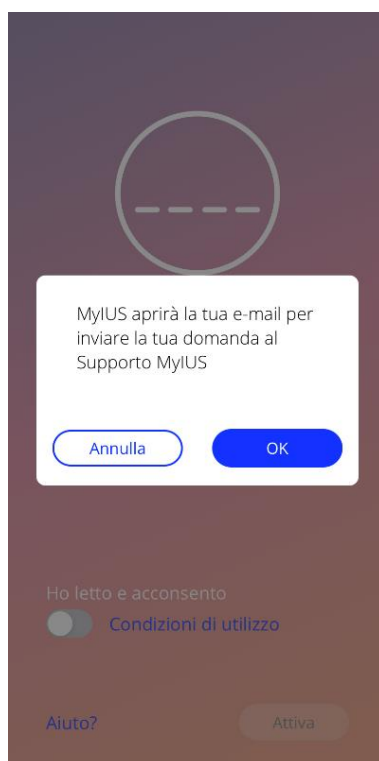 MyIUS aprirà la tua e-mail per
inviare la tua domanda al
Supporto MyIUS
Annulla
OK
Ho letto e acconsento
Condizioni di utilizzo
Aiuto?
Attiva